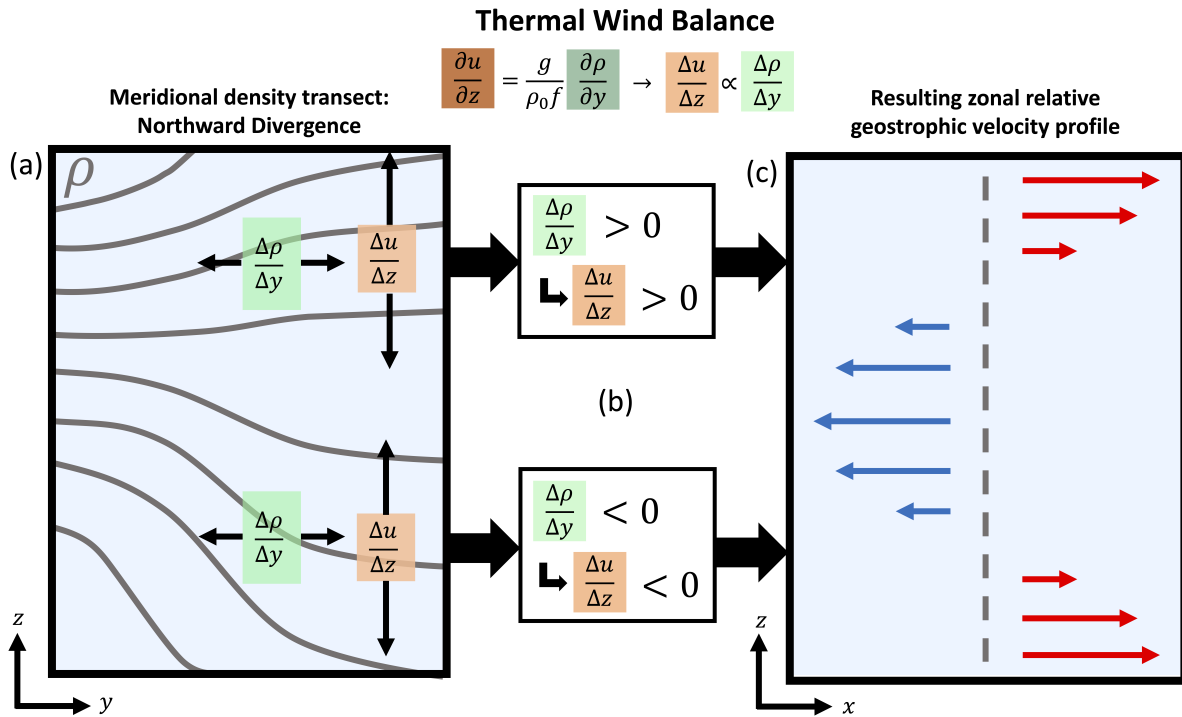 Thermal Wind Balance
∂u/∂z = g/ρ₀f ∂ρ/∂y → Δu/Δz ∝ Δρ/Δy
Meridional density transect:
Northward Divergence
Resulting zonal relative
geostrophic velocity profile
(a)
ρ
Δρ/Δy
Δu/Δz
Δρ/Δy
Δu/Δz
z
y
Δρ/Δy > 0
Δu/Δz > 0
(b)
Δρ/Δy < 0
Δu/Δz < 0
(c)
z
x